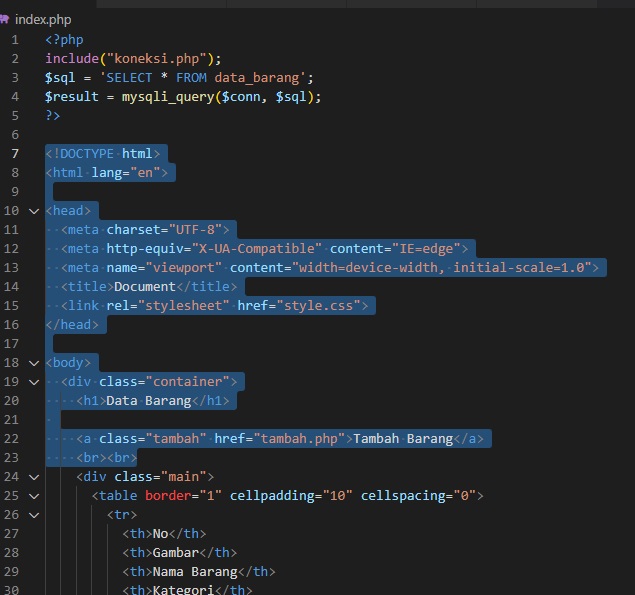 index.php
1 <?php
2 include("koneksi.php");
3 $sql = 'SELECT * FROM data_barang';
4 $result = mysqli_query($conn, $sql);
5 ?>
6
7 <!DOCTYPE html>
8 <html lang="en">
9
10 <head>
11   <meta charset="UTF-8">
12   <meta http-equiv="X-UA-Compatible" content="IE=edge">
13   <meta name="viewport" content="width=device-width, initial-scale=1.0">
14   <title>Document</title>
15   <link rel="stylesheet" href="style.css">
16 </head>
17
18 <body>
19   <div class="container">
20     <h1>Data Barang</h1>
21
22     <a class="tambah" href="tambah.php">Tambah Barang</a>
23     <br><br>
24     <div class="main">
25       <table border="1" cellpadding="10" cellspacing="0">
26         <tr>
27           <th>No</th>
28           <th>Gambar</th>
29           <th>Nama Barang</th>
30           <th>Kategori</th>